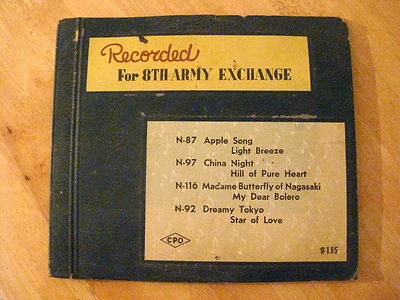 Recorded
For 8TH ARMY EXCHANGE
N-87 Apple Song
Light Breeze
N-97 China Night
Hill of Pure Heart
N-116 Madame Butterfly of Nagasaki
My Dear Bolero
N-92 Dreamy Tokyo
Star of Love
CPO
$1.05